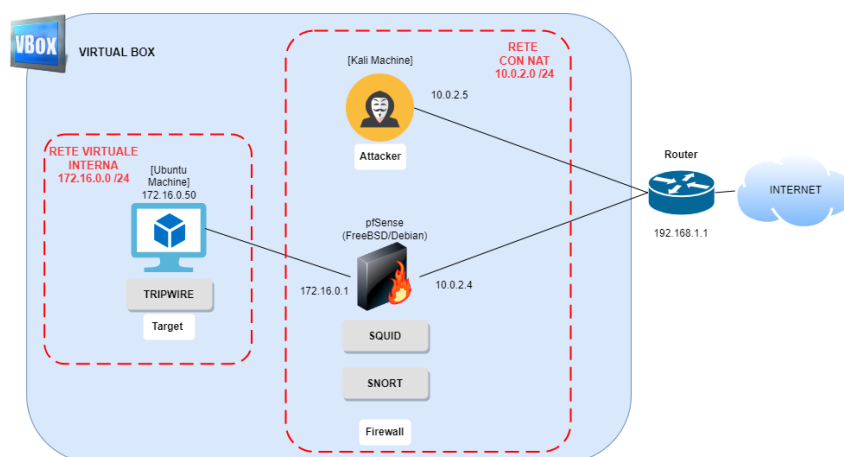 VBox
VIRTUAL BOX
RETE
CON NAT
10.0.2.0 /24
[Kali Machine]
10.0.2.5
Attacker
RETE VIRTUALE
INTERNA
172.16.0.0 /24
[Ubuntu
Machine]
172.16.0.50
TRIPWIRE
Target
pfSense
(FreeBSD/Debian)
172.16.0.1
10.0.2.4
SQUID
SNORT
Firewall
Router
192.168.1.1
INTERNET